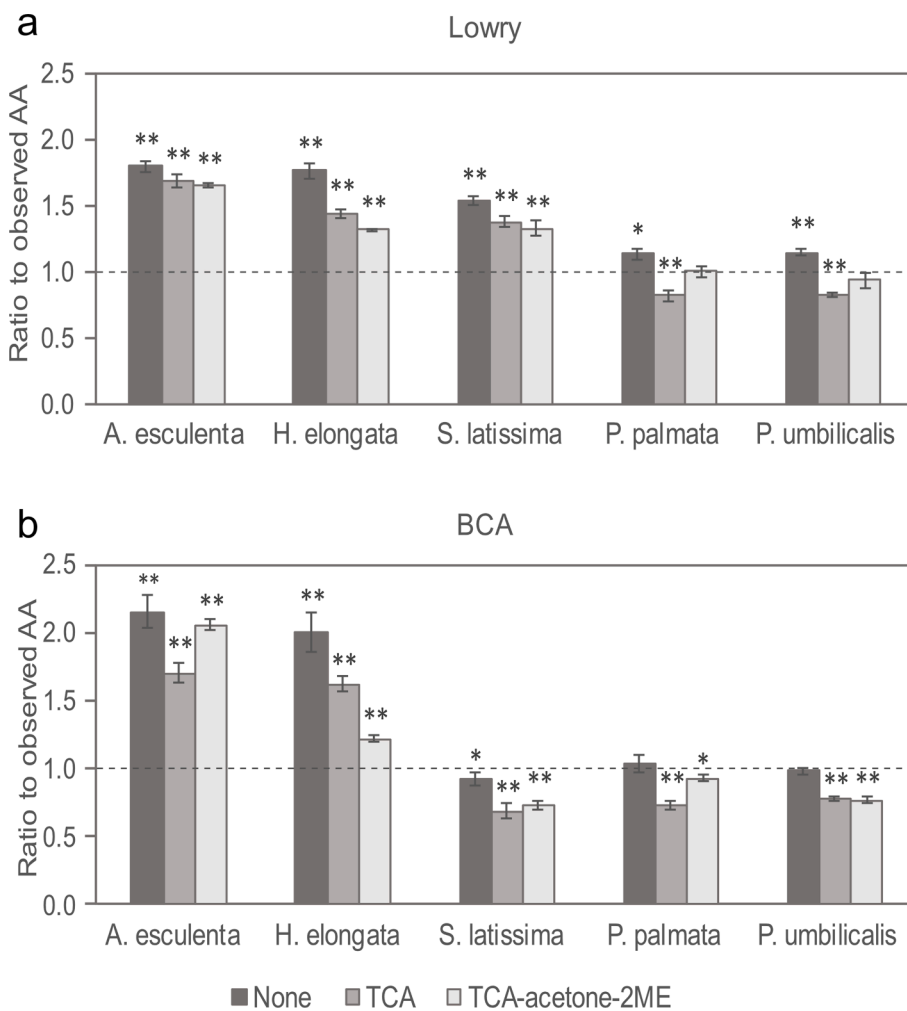 a
Lowry
Ratio to observed AA
2.5
2.0
1.5
1.0
0.5
0.0
** ** **
** ** **
** ** **
* **
** **
A. esculenta H. elongata S. latissima P. palmata P. umbilicalis
b
BCA
Ratio to observed AA
2.5
2.0
1.5
1.0
0.5
0.0
** ** **
** ** **
* ** **
** *
** **
A. esculenta H. elongata S. latissima P. palmata P. umbilicalis
None TCA TCA-acetone-2ME